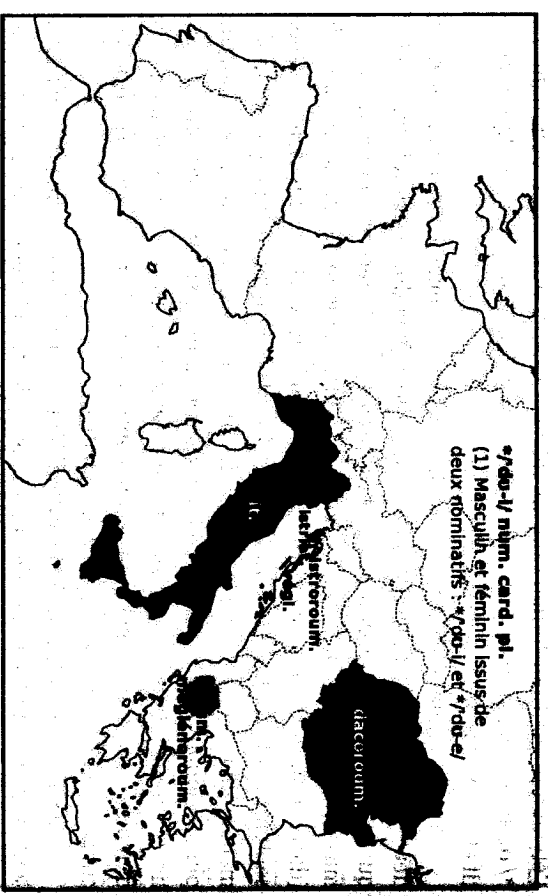 */'du-i/ num. card. pl.
(1) Masculin et féminin issus de
deux nominatifs : */'du-i/ et */'du-e/
dacoroum.
istroroum.
istriot.
végl.
it.
méglénoroum.